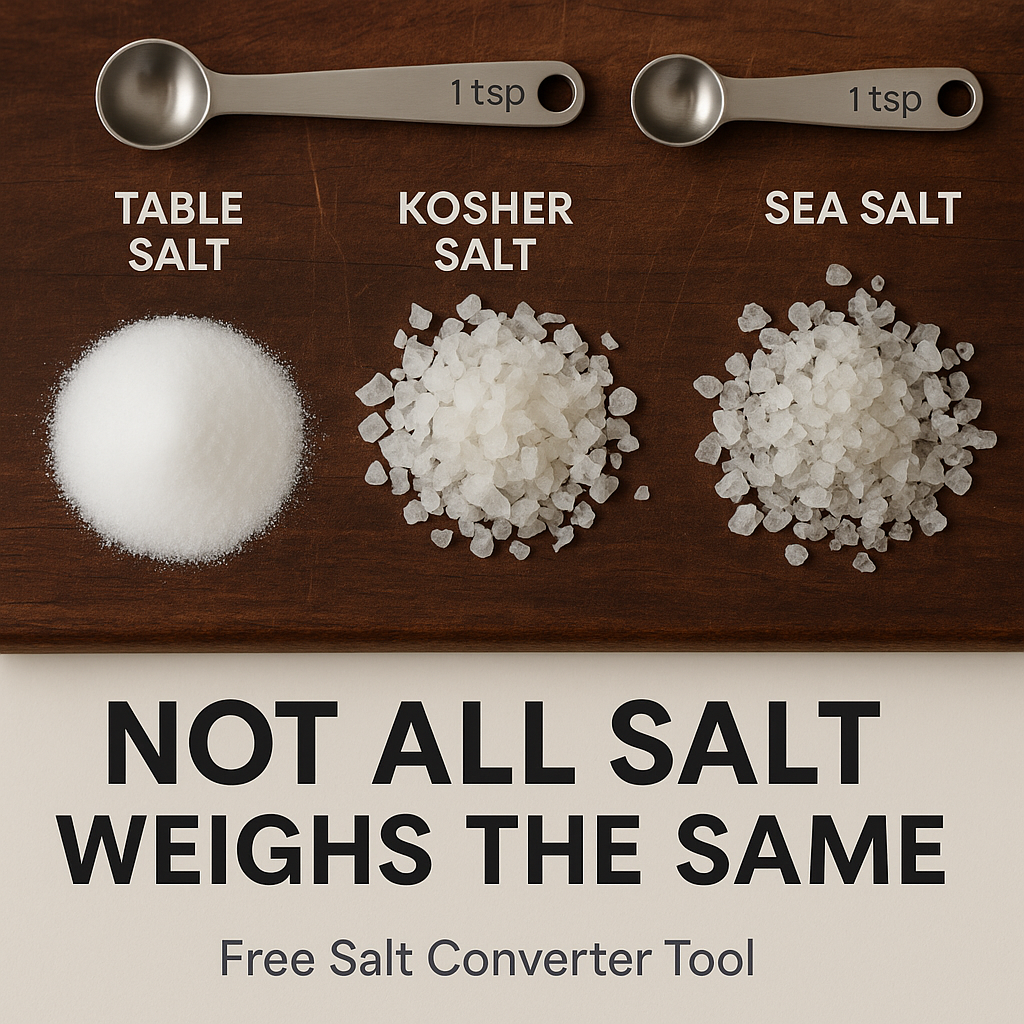 1 tsp
1 tsp
TABLE
SALT
KOSHER
SALT
SEA SALT
NOT ALL SALT
WEIGHS THE SAME
Free Salt Converter Tool